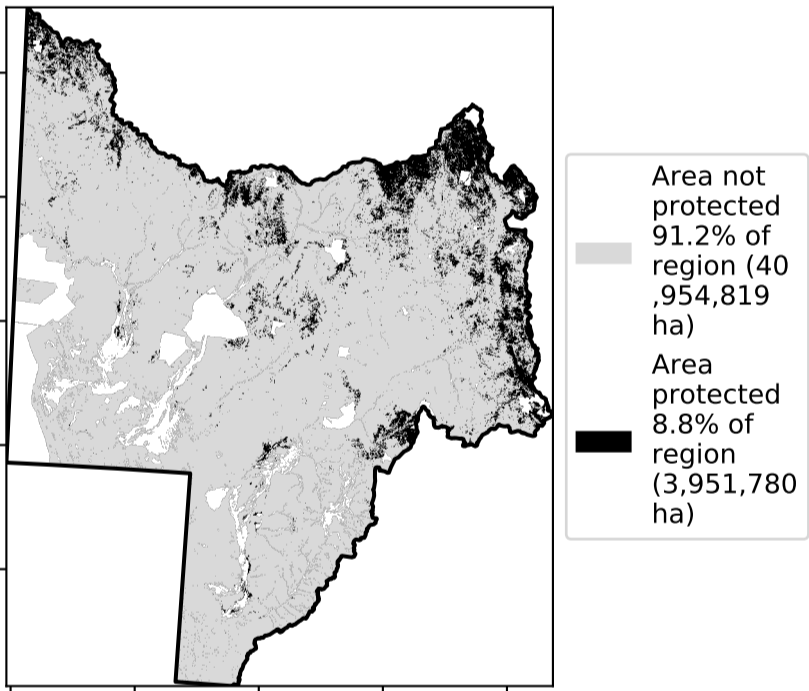 Area not
protected
91.2% of
region (40
,954,819
ha)
Area
protected
8.8% of
region
(3,951,780
ha)